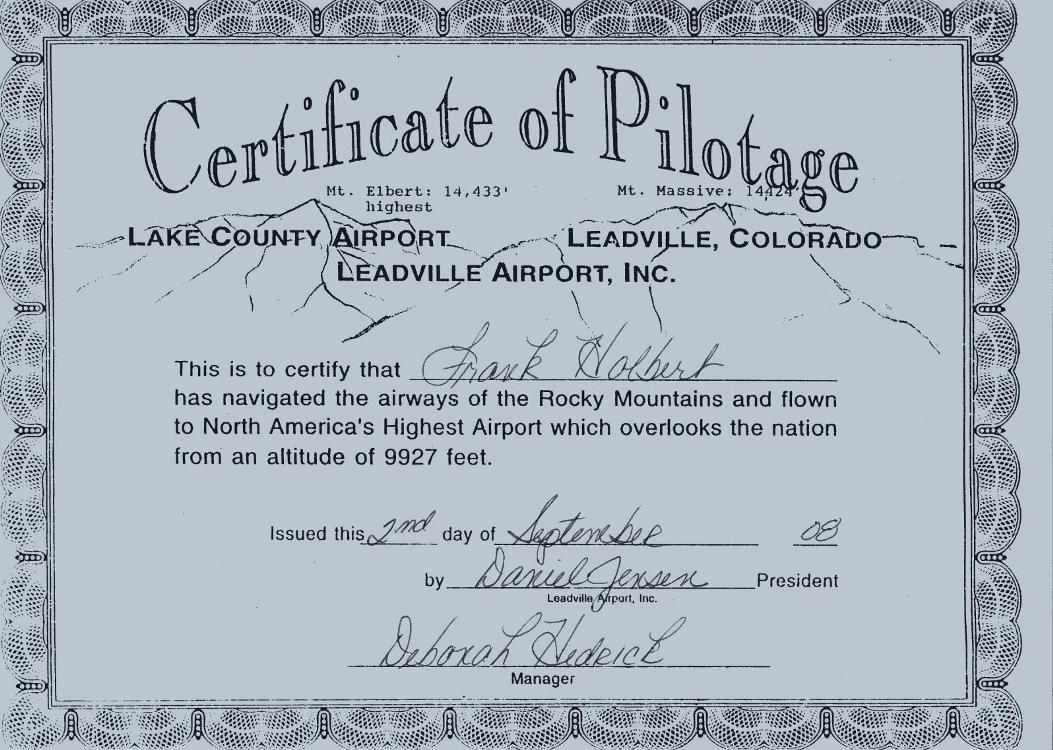 Certificate of Pilotage
Mt. Elbert: 14,433' Mt. Massive: 14424'
highest
LAKE COUNTY AIRPORT LEADVILLE, COLORADO
LEADVILLE AIRPORT, INC.
This is to certify that Frank Holbert
has navigated the airways of the Rocky Mountains and flown
to North America's Highest Airport which overlooks the nation
from an altitude of 9927 feet.
Issued this 2nd day of September 08
by Daniel Jensen President
Leadville Airport, Inc.
Deborah Hedrick
Manager